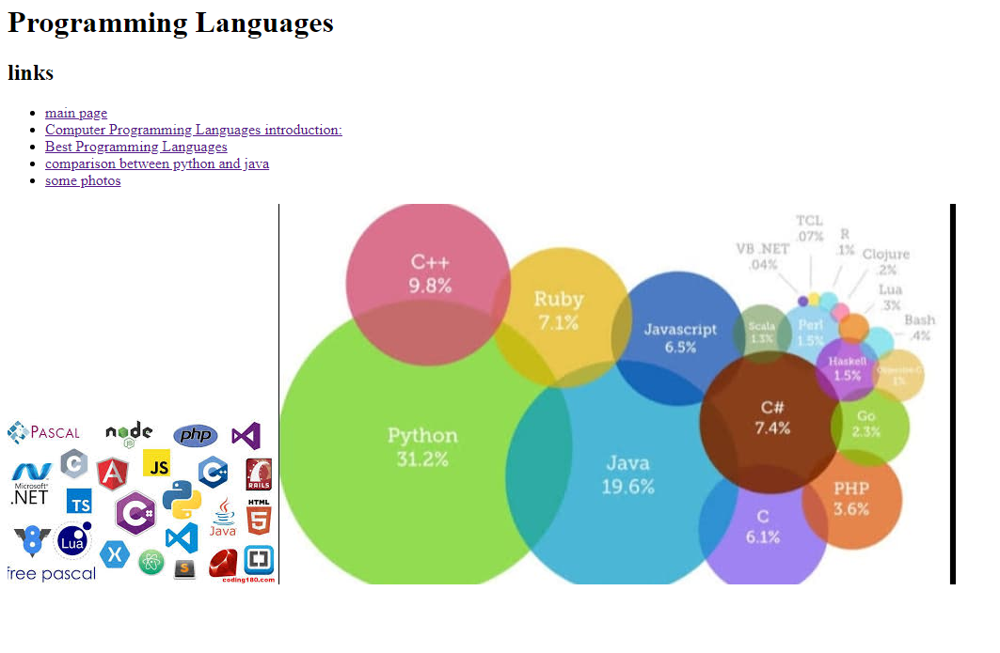 Programming Languages
links
main page
Computer Programming Languages introduction:
Best Programming Languages
comparison between python and java
some photos
PASCAL
node
JS
php
C
JS
Microsoft
.NET
TS
RAILS
HTML
5
Java
Lua
S
free pascal
coding180.com
C++
9.8%
Ruby
7.1%
Javascript
6.5%
Python
31.2%
Java
19.6%
Scala
1.3%
Perl
1.5%
C#
7.4%
C
6.1%
PHP
3.6%
Go
2.3%
Haskell
1.5%
Objective-C
1%
VB .NET
.04%
TCL
.07%
R
.1%
Clojure
.2%
Lua
.3%
Bash
.4%